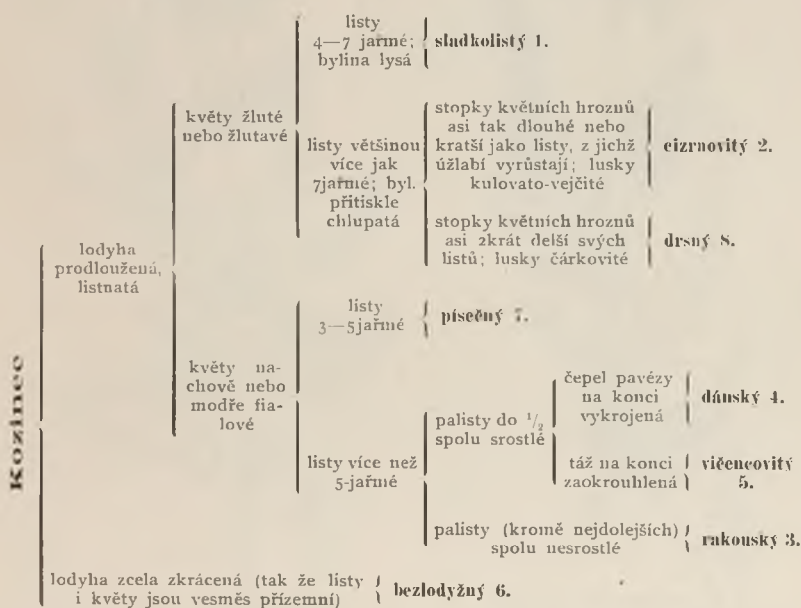 Kozinec
lodyha
prodloužená,
listnatá
květy žluté
nebo žlutavé
listy
4—7 jařmé;
bylina lysá
sladkolistý 1.
listy většinou
více jak
7jařmé; byl.
přitiskle
chlupatá
stopky květních hroznů
asi tak dlouhé nebo
kratší jako listy, z jichž
úžlabí vyrůstají; lusky
kulovato-vejčité
cizrnovitý 2.
stopky květních hroznů
asi 2krát delší svých
listů; lusky čárkovité
drsný 8.
květy na-
chově nebo
modře fia-
lové
listy
3—5jařmé
písečný 7.
listy více než
5-jařmé
palisty do 1/2
spolu srostlé
čepel pavézy
na konci
vykrojená
dánský 4.
táž na konci
zaokrouhlená
vičencovitý
5.
palisty (kromě nejdolejších)
spolu nesrostlé
rakouský 3.
lodyha zcela zkrácená (tak že listy
i květy jsou vesměs přízemní)
bezlodyžný 6.